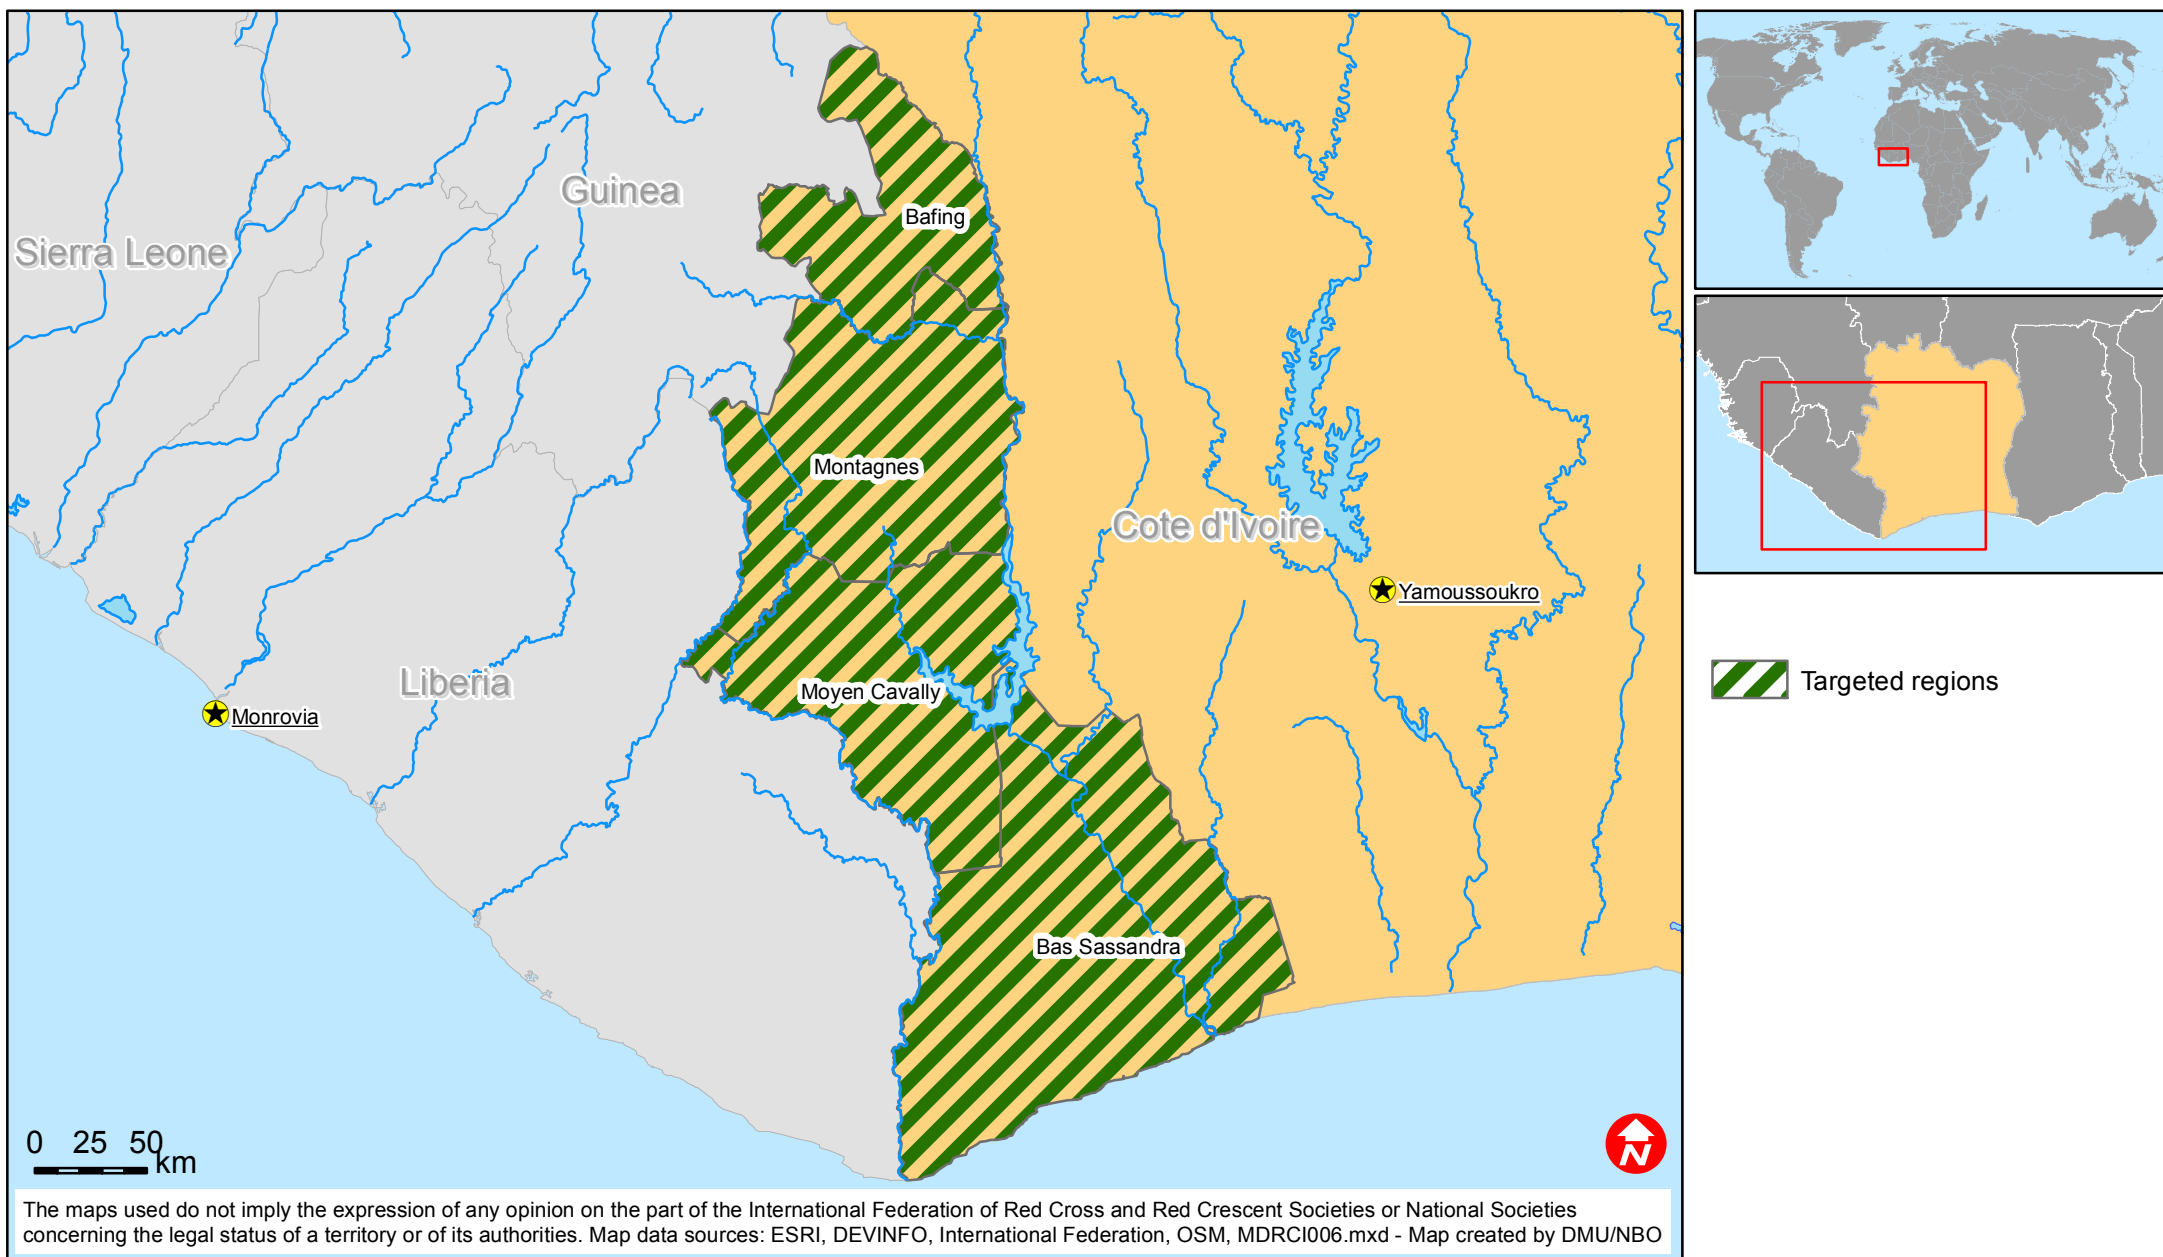 Guinea
Bafing
Sierra Leone
Montagnes
Cote d'Ivoire
Yamoussoukro
Liberia
Moyen Cavally
Monrovia
Targeted regions
Bas Sassandra
0 25 50
km
N
The maps used do not imply the expression of any opinion on the part of the International Federation of Red Cross and Red Crescent Societies or National Societies
concerning the legal status of a territory or of its authorities. Map data sources: ESRI, DEVINFO, International Federation, OSM, MDRCI006.mxd - Map created by DMU/NBO